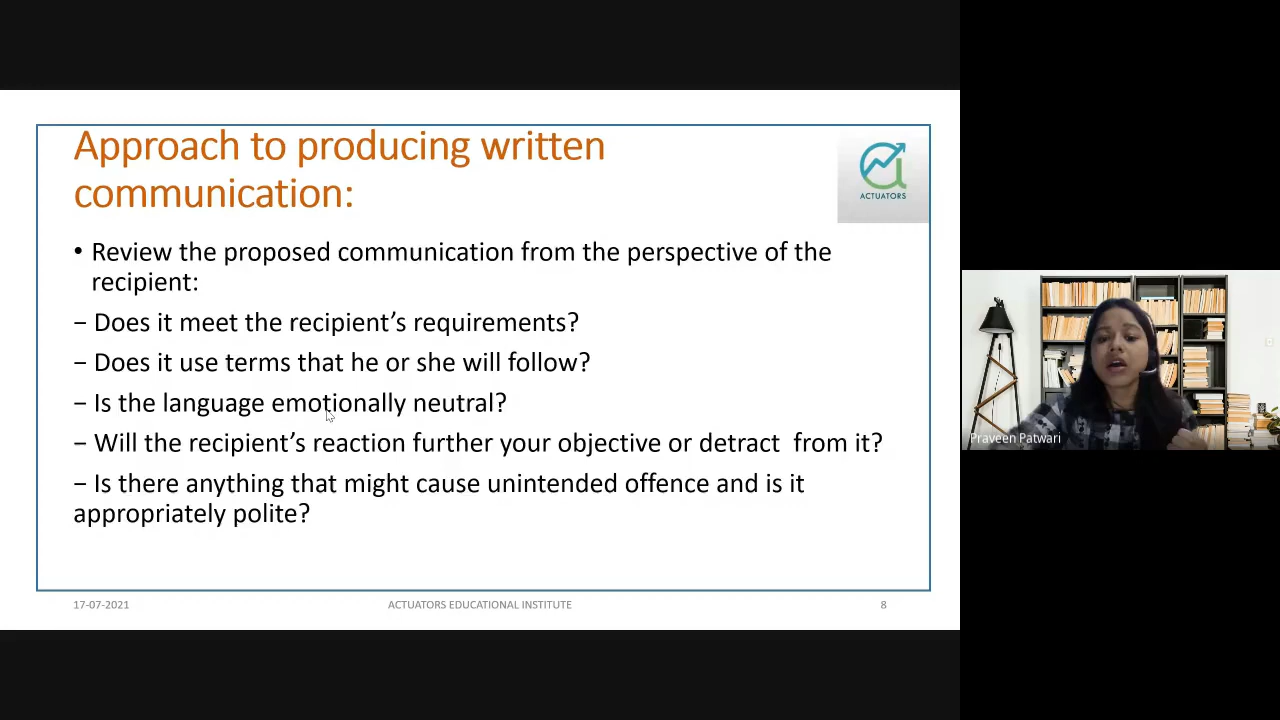 Approach to producing written
communication:
ACTUATORS
• Review the proposed communication from the perspective of the
recipient:
− Does it meet the recipient’s requirements?
− Does it use terms that he or she will follow?
− Is the language emotionally neutral?
− Will the recipient’s reaction further your objective or detract  from it?
− Is there anything that might cause unintended offence and is it
appropriately polite?
17-07-2021
ACTUATORS EDUCATIONAL INSTITUTE
8
Praveen Patwari